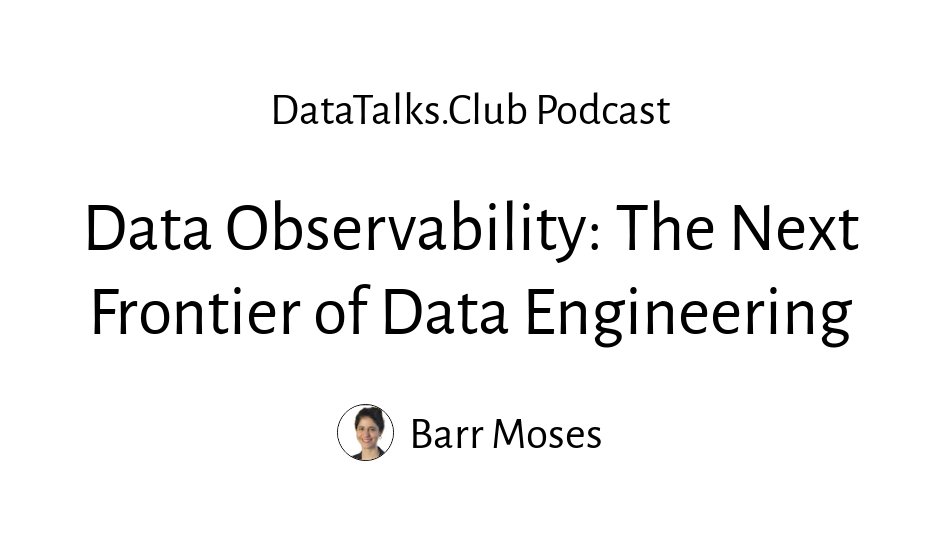 DataTalks.Club Podcast
Data Observability: The Next
Frontier of Data Engineering
Barr Moses